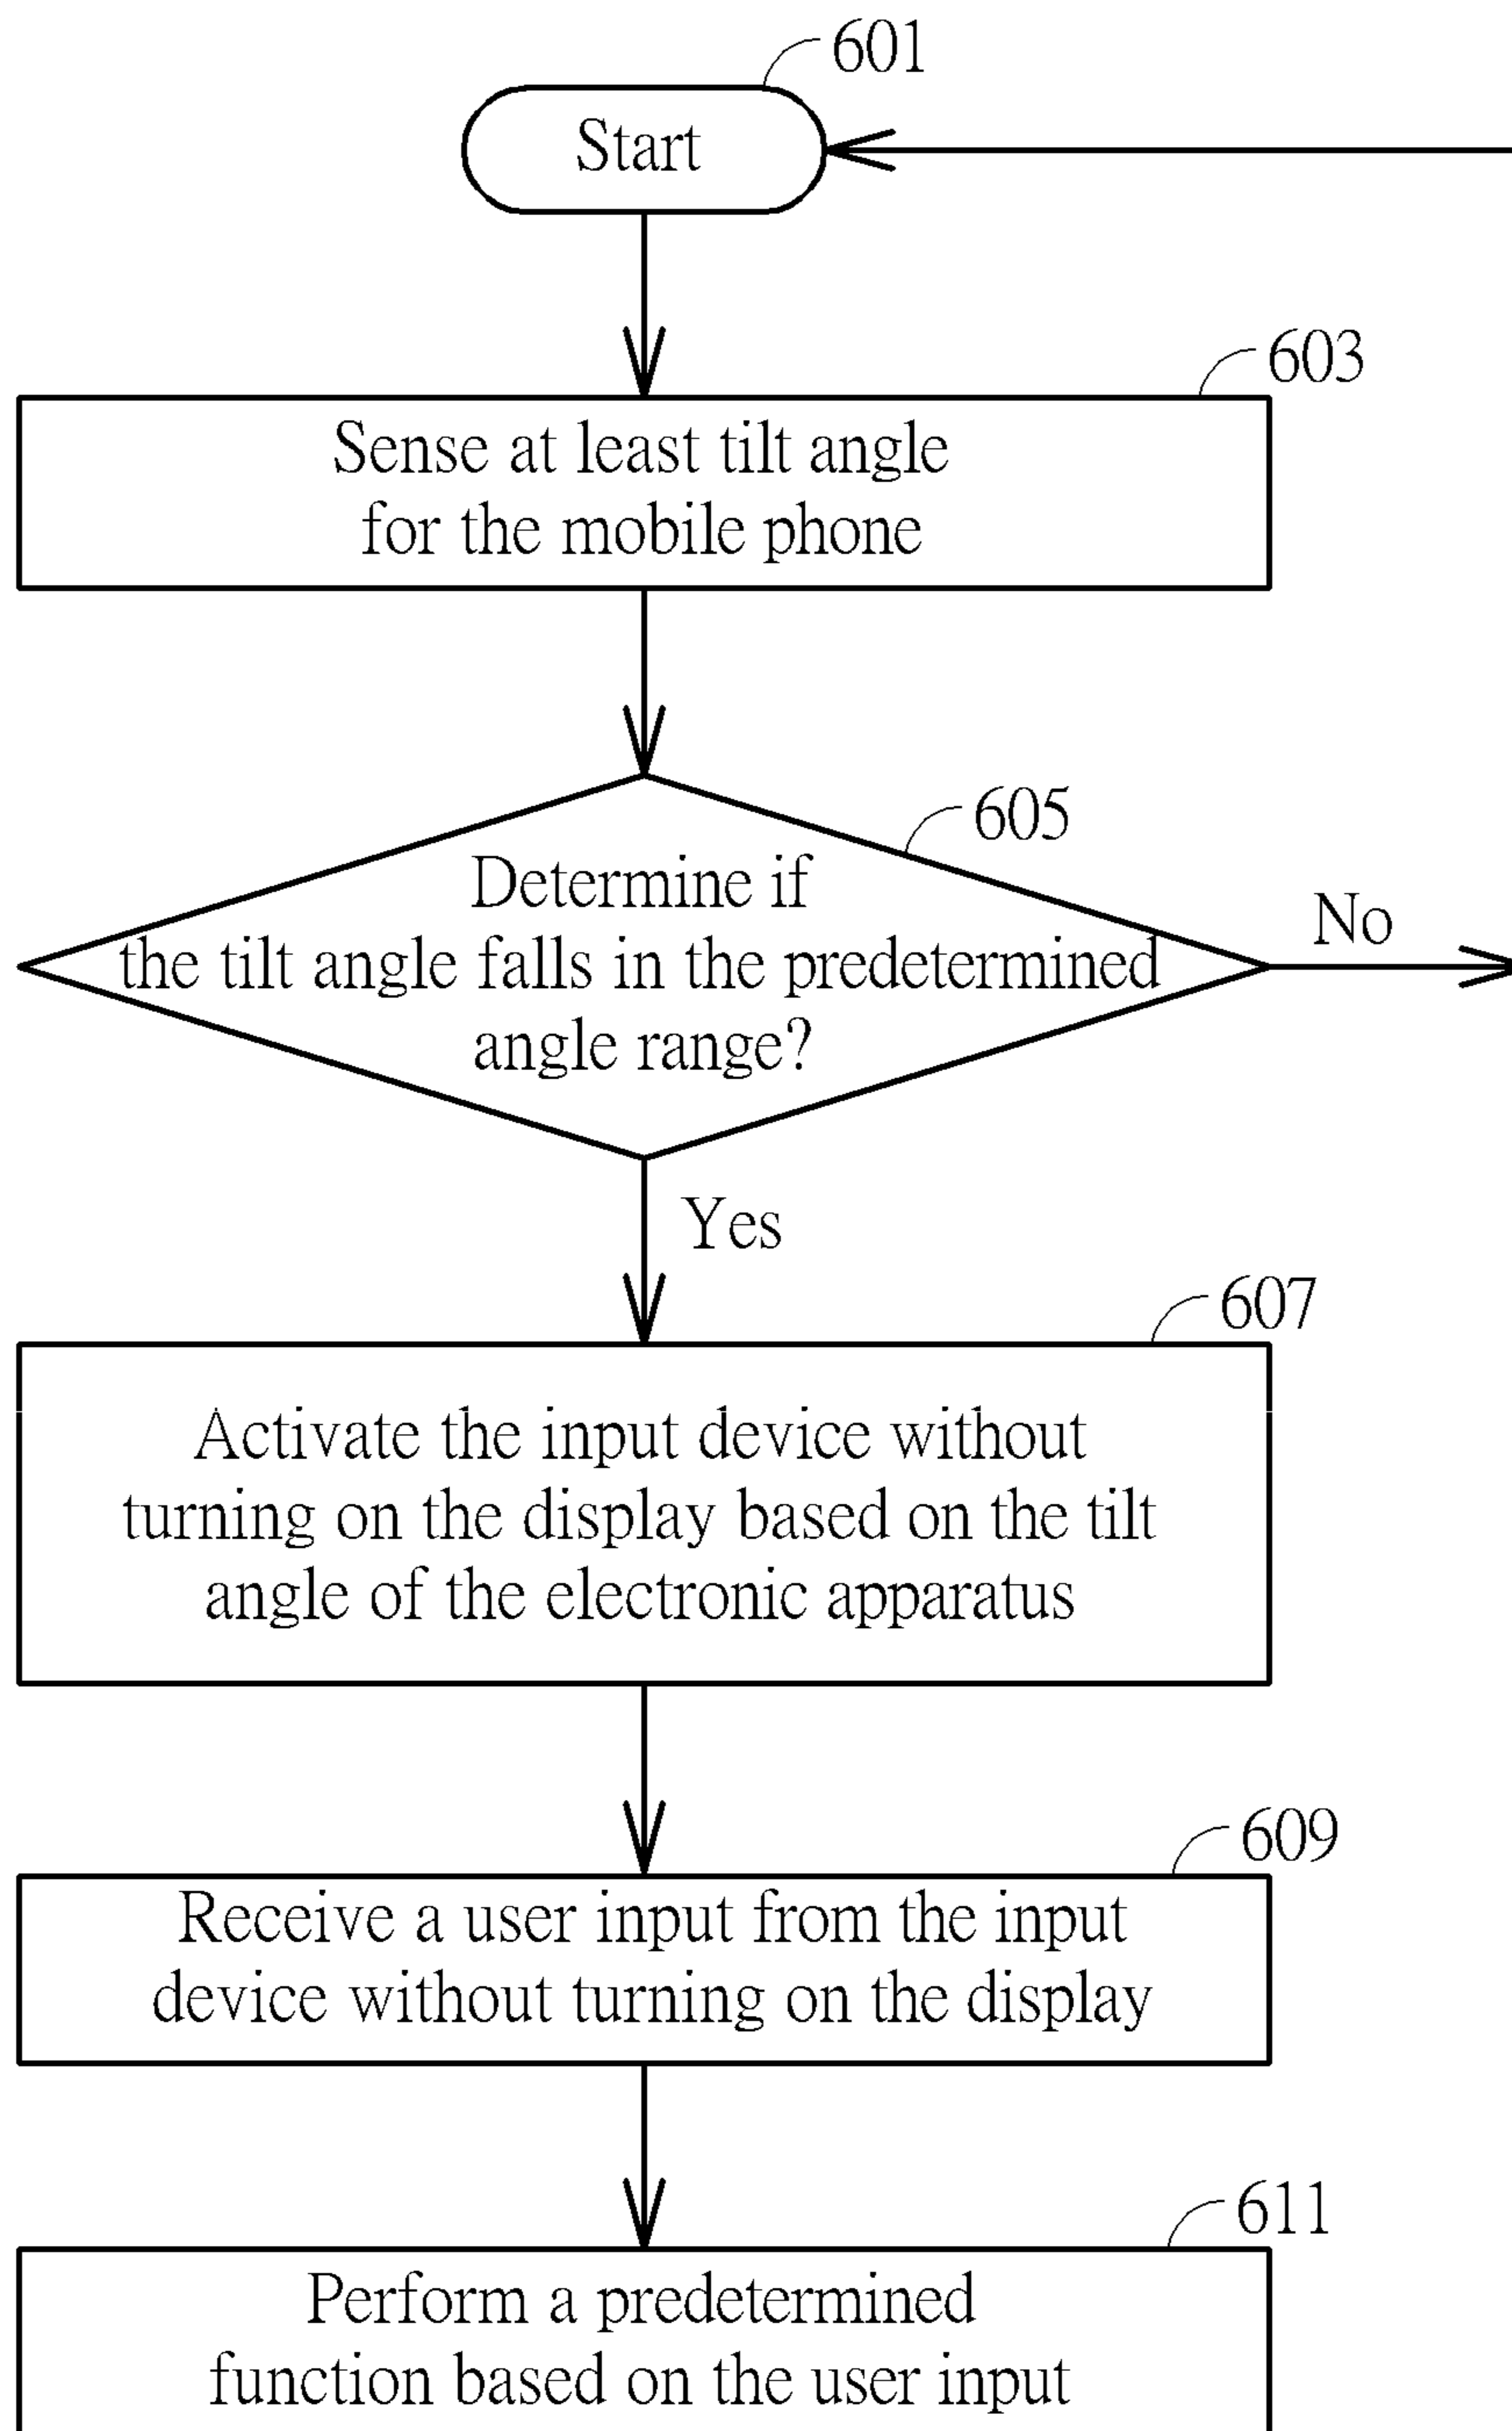 601
Start
603
Sense at least tilt angle
for the mobile phone
605
Determine if
the tilt angle falls in the predetermined
angle range?
No
Yes
607
Activate the input device without
turning on the display based on the tilt
angle of the electronic apparatus
609
Receive a user input from the input
device without turning on the display
611
Perform a predetermined
function based on the user input